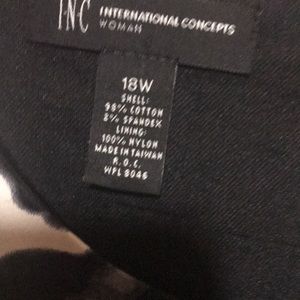 INC INTERNATIONAL CONCEPTS
WOMAN
18W
SHELL:
98% COTTON
2% SPANDEX
LINING:
100% NYLON
MADE IN TAIWAN
R.O.C.
WPL 8046